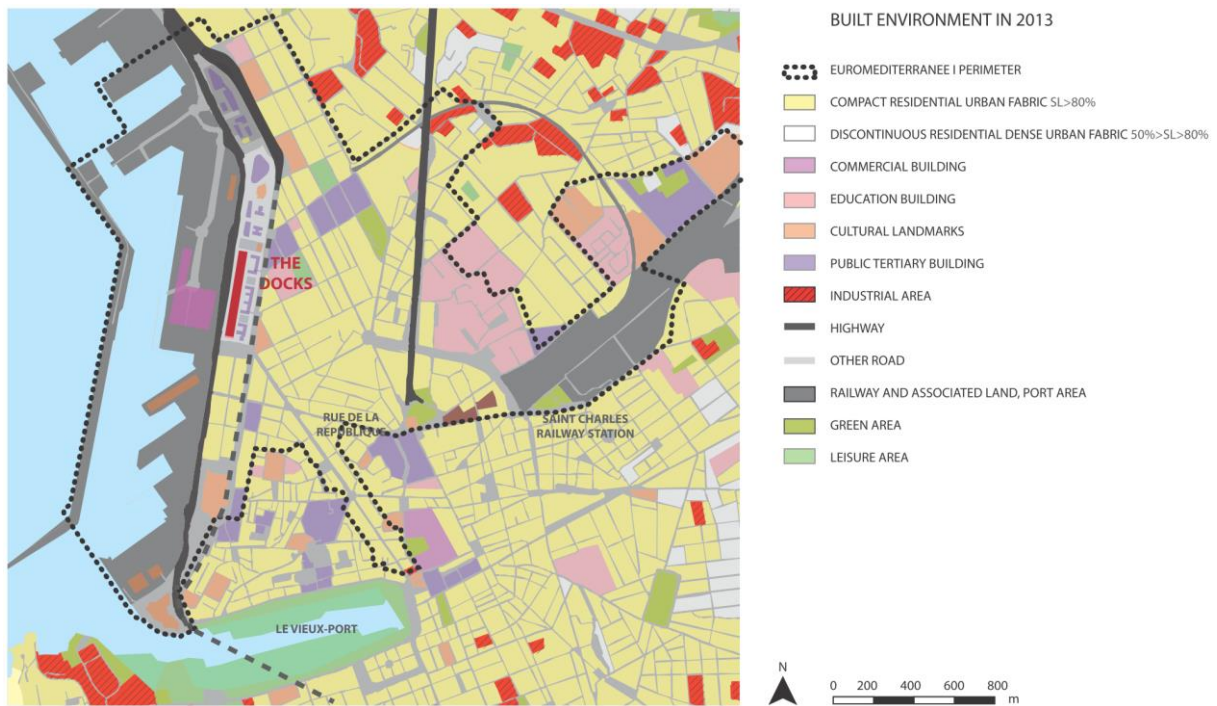 BUILT ENVIRONMENT IN 2013
EUROMEDITERRANEE I PERIMETER
COMPACT RESIDENTIAL URBAN FABRIC SL>80%
DISCONTINUOUS RESIDENTIAL DENSE URBAN FABRIC 50%>SL>80%
COMMERCIAL BUILDING
EDUCATION BUILDING
CULTURAL LANDMARKS
PUBLIC TERTIARY BUILDING
INDUSTRIAL AREA
HIGHWAY
OTHER ROAD
RAILWAY AND ASSOCIATED LAND, PORT AREA
GREEN AREA
LEISURE AREA
THE
DOCKS
RUE DE LA
REPUBLIQUE
SAINT CHARLES
RAILWAY STATION
LE VIEUX-PORT
N
0 200 400 600 800
m